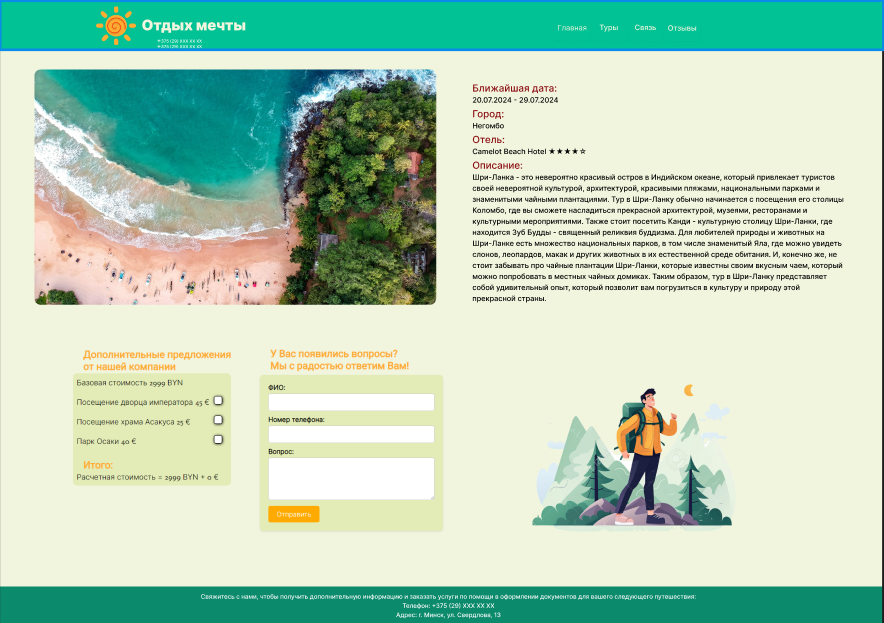 Отдых мечты
+375 (29) XXX XX XX
+375 (29) XXX XX XX
Главная Туры Связь Отзывы
Ближайшая дата:
20.07.2024 - 29.07.2024
Город:
Негомбо
Отель:
Camelot Beach Hotel ★★★★☆
Описание:
Шри-Ланка - это невероятно красивый остров в Индийском океане, который привлекает туристов
своей невероятной культурой, архитектурой, красивыми пляжами, национальными парками и
знаменитыми чайными плантациями. Тур в Шри-Ланку обычно начинается с посещения его столицы
Коломбо, где вы сможете насладиться прекрасной архитектурой, музеями, ресторанами и
культурными мероприятиями. Также стоит посетить Канди - культурную столицу Шри-Ланки, где
находится Зуб Будды - священный реликвия буддизма. Для любителей природы и животных на
Шри-Ланке есть множество национальных парков, в том числе знаменитый Яла, где можно увидеть
слонов, леопардов, макак и других животных в их естественной среде обитания. И, конечно же, не
стоит забывать про чайные плантации Шри-Ланки, которые известны своим вкусным чаем, который
можно попробовать в местных чайных домиках. Таким образом, тур в Шри-Ланку представляет
собой удивительный опыт, который позволит вам погрузиться в культуру и природу этой
прекрасной страны.
Дополнительные предложения
от нашей компании
Базовая стоимость 2999 BYN
Посещение дворца императора 45 €
Посещение храма Асакуса 25 €
Парк Осаки 40 €
Итого:
Расчетная стоимость = 2999 BYN + 0 €
У Вас появились вопросы?
Мы с радостью ответим Вам!
ФИО:
Номер телефона:
Вопрос:
Отправить
Свяжитесь с нами, чтобы получить дополнительную информацию и заказать услуги по помощи в оформлении документов для вашего следующего путешествия:
Телефон: +375 (29) XXX XX XX
Адрес: г. Минск, ул. Свердлова, 13